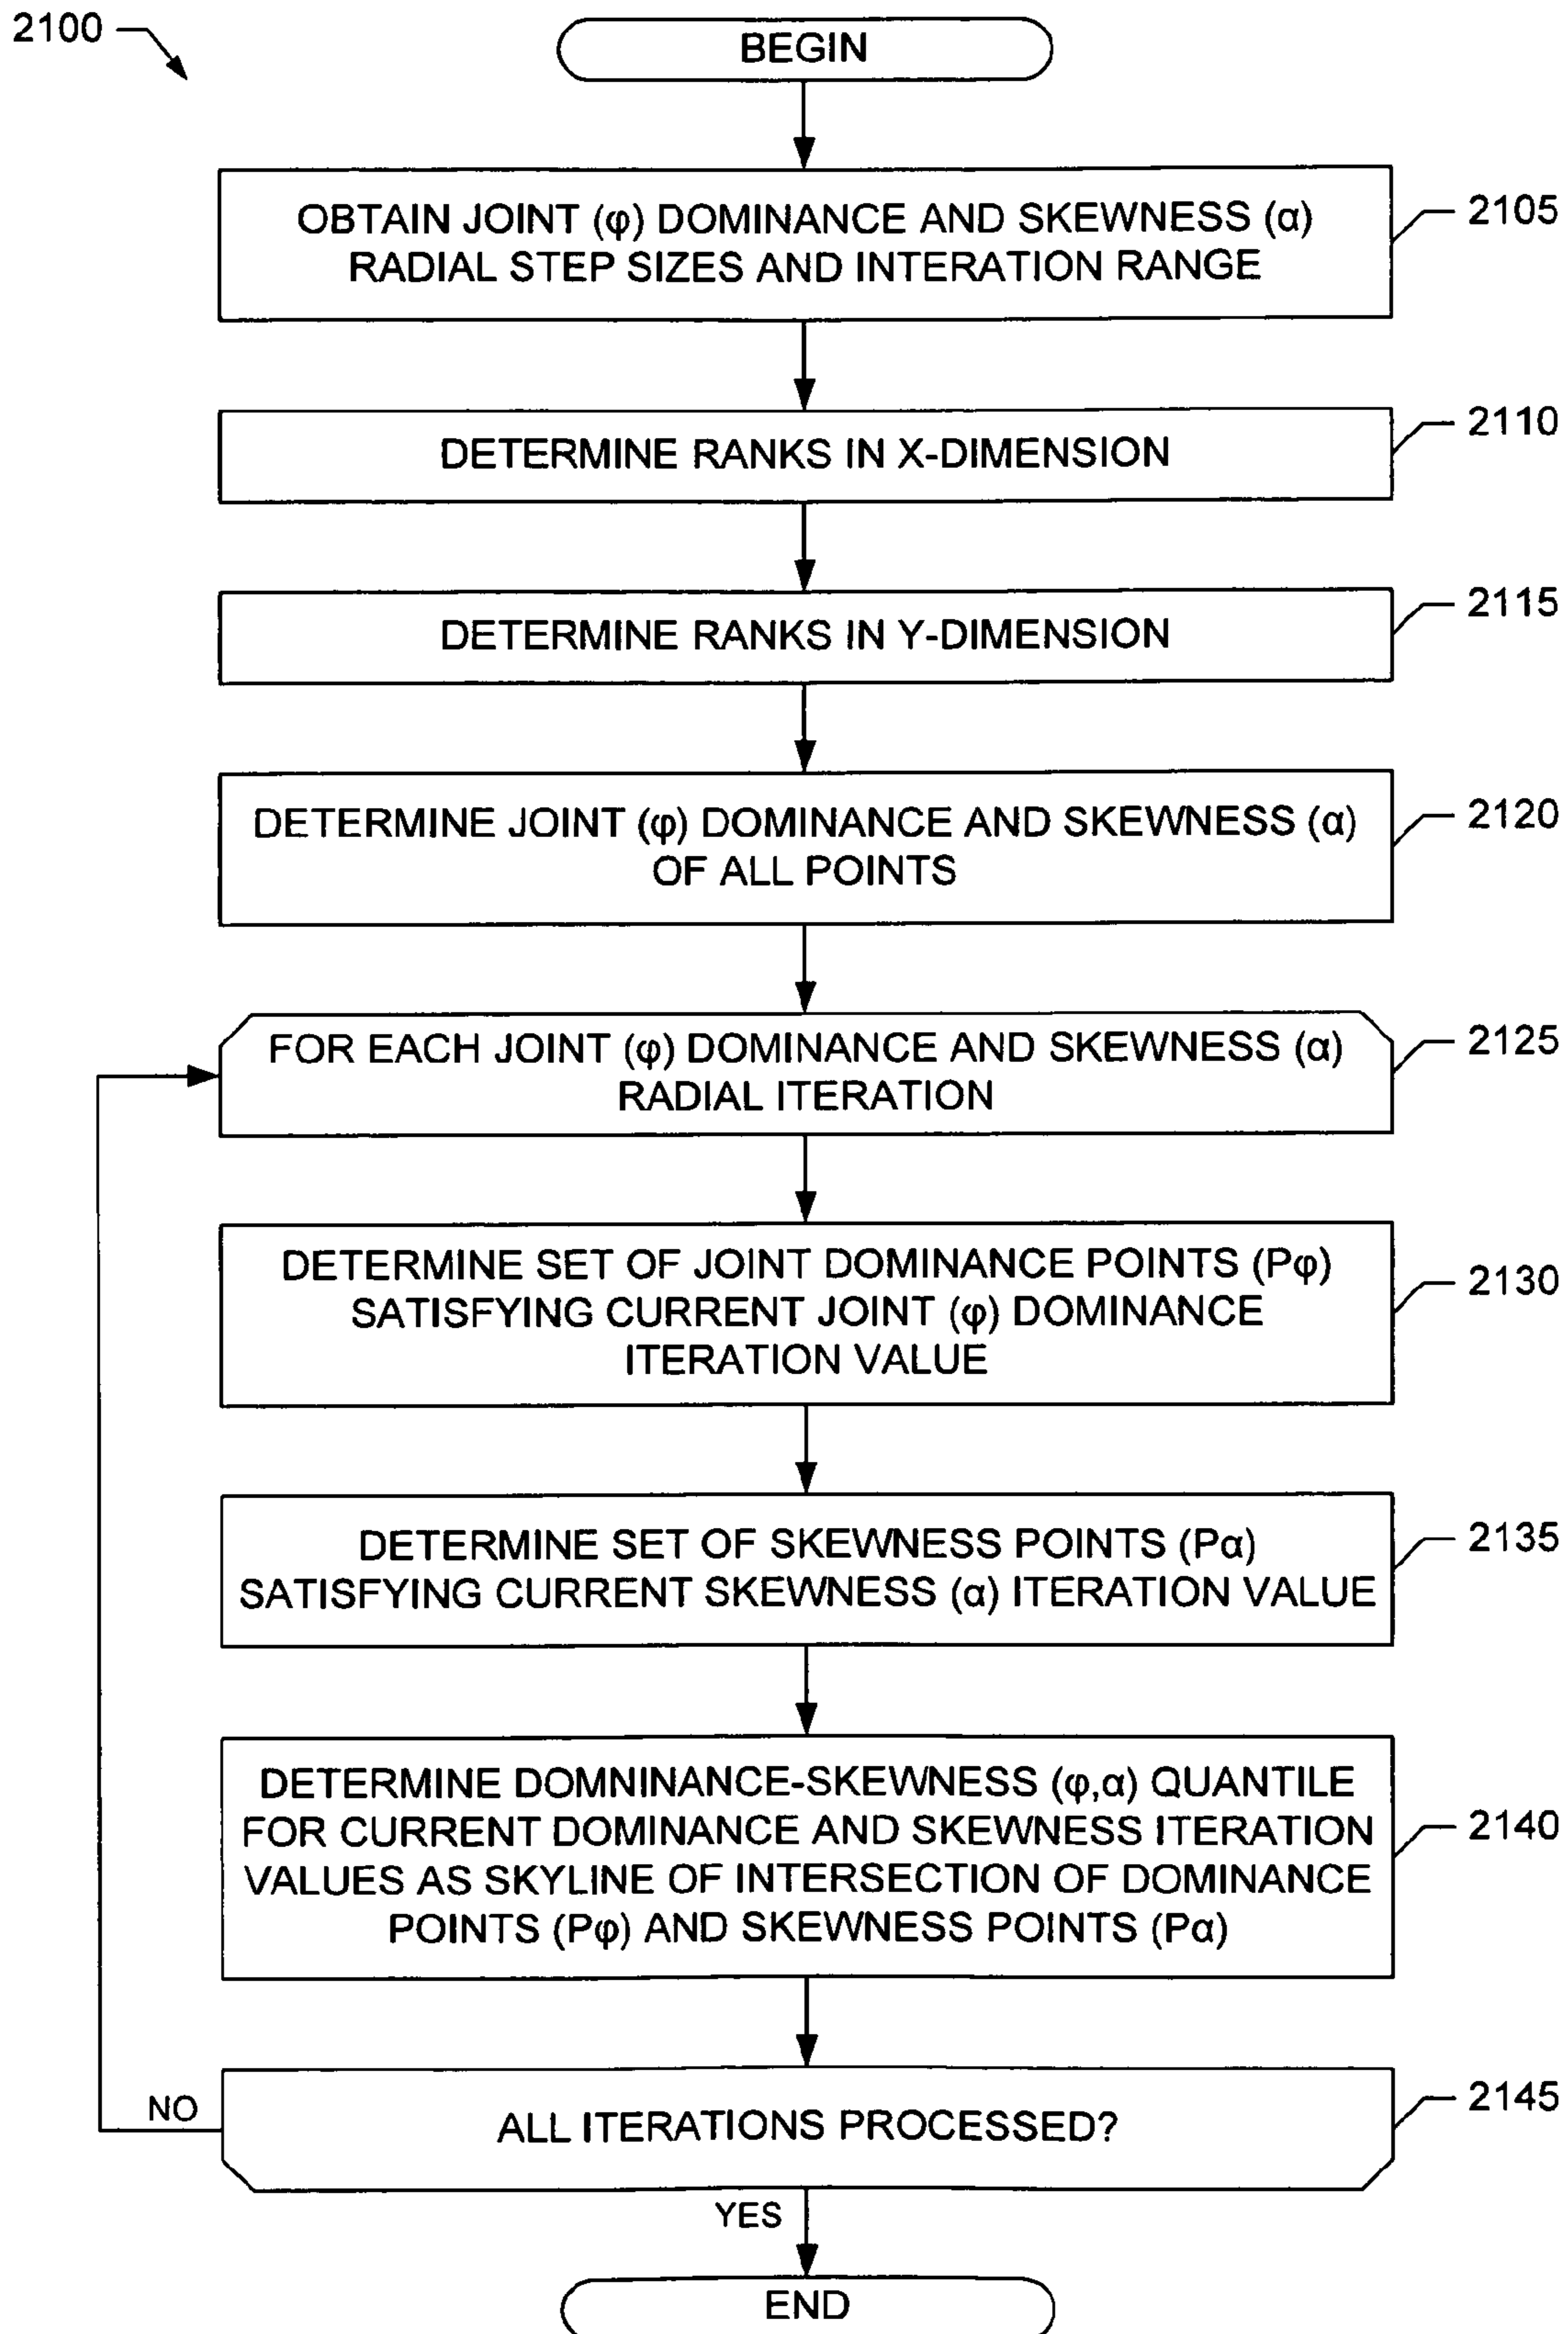 2100
BEGIN
OBTAIN JOINT (φ) DOMINANCE AND SKEWNESS (α)
RADIAL STEP SIZES AND INTERATION RANGE
2105
DETERMINE RANKS IN X-DIMENSION
2110
DETERMINE RANKS IN Y-DIMENSION
2115
DETERMINE JOINT (φ) DOMINANCE AND SKEWNESS (α)
OF ALL POINTS
2120
FOR EACH JOINT (φ) DOMINANCE AND SKEWNESS (α)
RADIAL ITERATION
2125
DETERMINE SET OF JOINT DOMINANCE POINTS (Pφ)
SATISFYING CURRENT JOINT (φ) DOMINANCE
ITERATION VALUE
2130
DETERMINE SET OF SKEWNESS POINTS (Pα)
SATISFYING CURRENT SKEWNESS (α) ITERATION VALUE
2135
DETERMINE DOMNINANCE-SKEWNESS (φ,α) QUANTILE
FOR CURRENT DOMINANCE AND SKEWNESS ITERATION
VALUES AS SKYLINE OF INTERSECTION OF DOMINANCE
POINTS (Pφ) AND SKEWNESS POINTS (Pα)
2140
ALL ITERATIONS PROCESSED?
2145
NO
YES
END